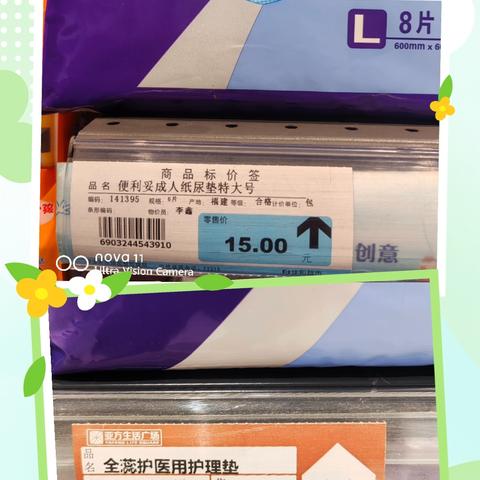 L 8片
600mm x 6
商品标价签
品名 便利妥成人纸尿垫特大号
编码: 141395 规格: 8片 产地: 福建 等级: 合格 计价单位: 包
条形编码: 物价员: 李鑫
零售价
15.00
元
6903244543910
创意
nova 11
Ultra Vision Camera
亚方生活广场
品名 全蕊护医用护理垫